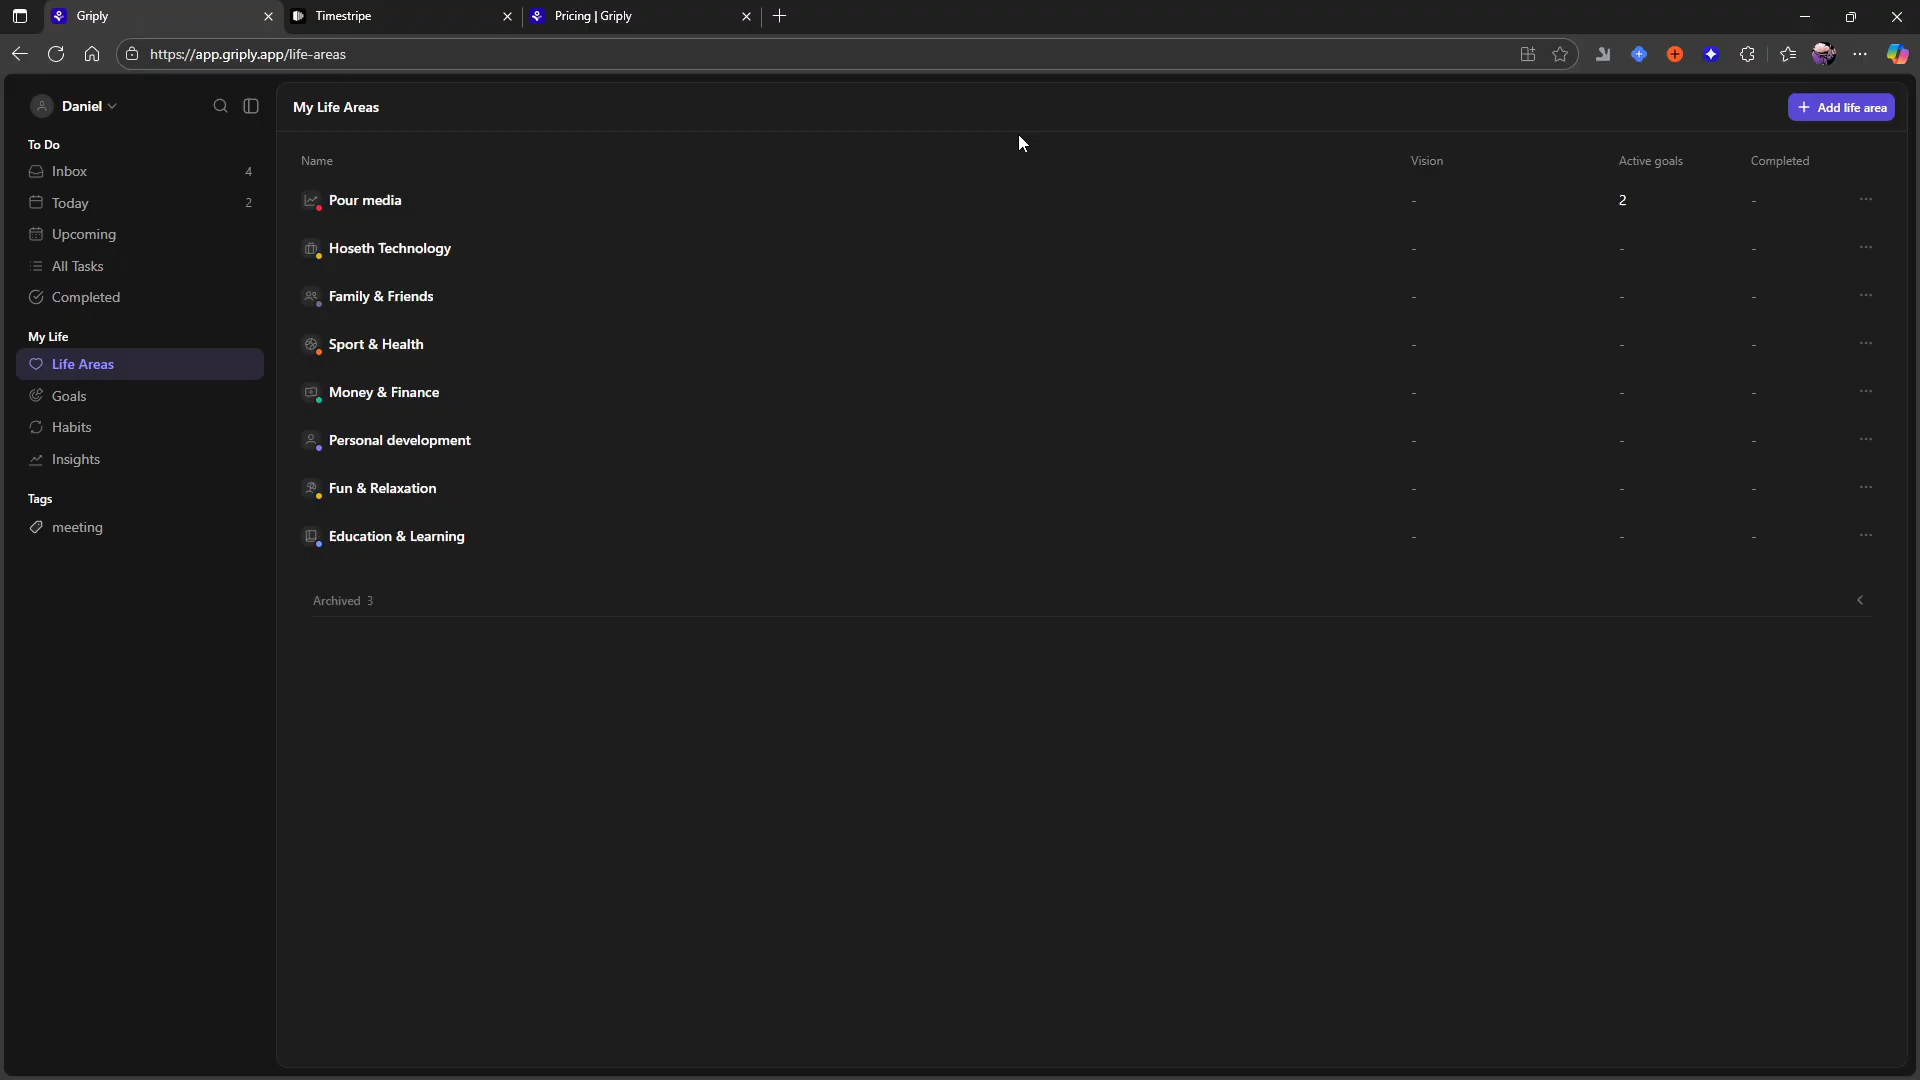 Griply
Timestripe
Pricing | Griply
https://app.griply.app/life-areas
Daniel
My Life Areas
Add life area
To Do
Inbox 4
Today 2
Upcoming
All Tasks
Completed
My Life
Life Areas
Goals
Habits
Insights
Tags
meeting
Name Vision Active goals Completed
Pour media - 2 -
Hoseth Technology - - -
Family & Friends - - -
Sport & Health - - -
Money & Finance - - -
Personal development - - -
Fun & Relaxation - - -
Education & Learning - - -
Archived 3